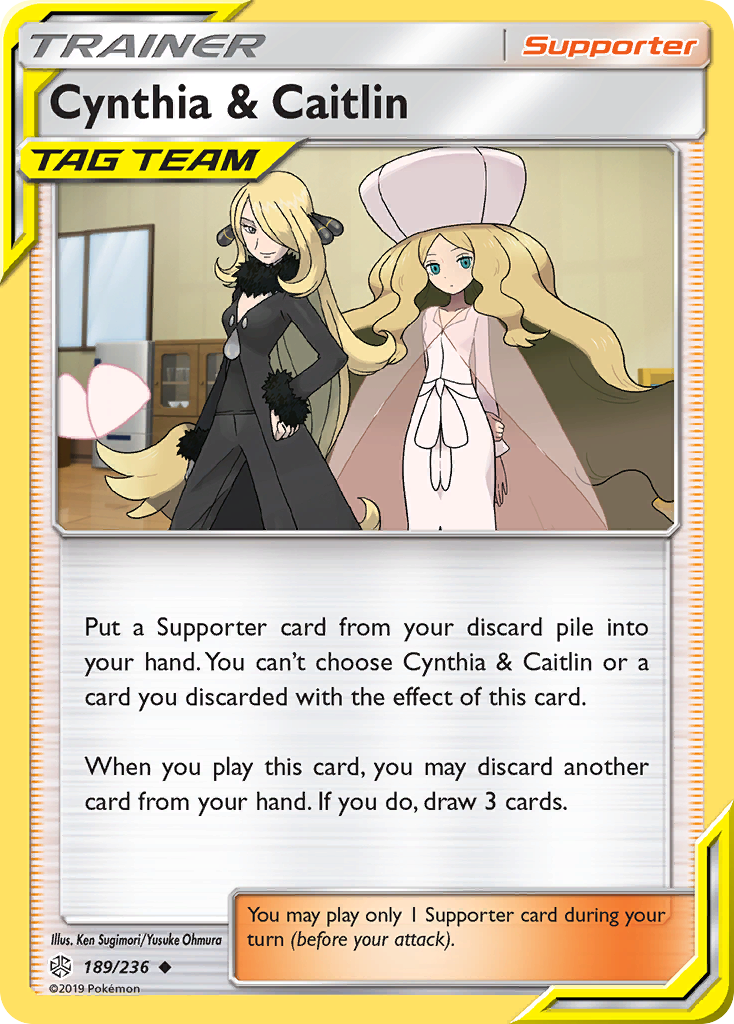 TRAINER
Supporter
Cynthia & Caitlin
TAG TEAM
Put a Supporter card from your discard pile into
your hand. You can't choose Cynthia & Caitlin or a
card you discarded with the effect of this card.
When you play this card, you may discard another
card from your hand. If you do, draw 3 cards.
You may play only 1 Supporter card during your
turn (before your attack).
Illus. Ken Sugimori/Yusuke Ohmura
189/236
©2019 Pokémon